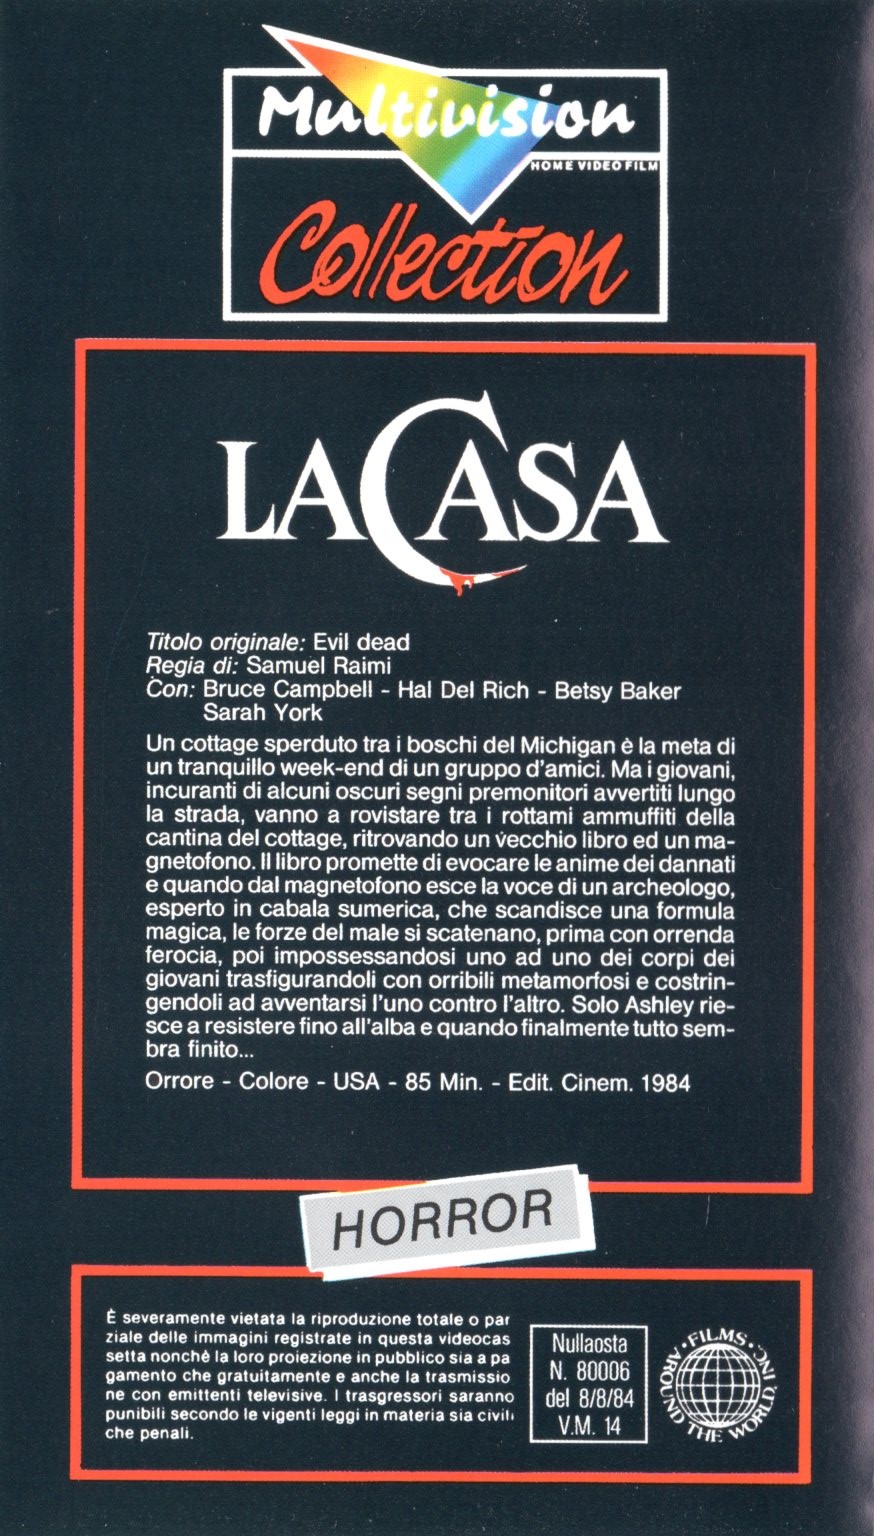 Multivision
HOME VIDEO FILM
Collection
LA CASA
Titolo originale: Evil dead
Regia di: Samuel Raimi
Con: Bruce Campbell - Hal Del Rich - Betsy Baker
Sarah York
Un cottage sperduto tra i boschi del Michigan è la meta di
un tranquillo week-end di un gruppo d'amici. Ma i giovani,
incuranti di alcuni oscuri segni premonitori avvertiti lungo
la strada, vanno a rovistare tra i rottami ammuffiti della
cantina del cottage, ritrovando un vecchio libro ed un ma-
gnetofono. Il libro promette di evocare le anime dei dannati
e quando dal magnetofono esce la voce di un archeologo,
esperto in cabala sumerica, che scandisce una formula
magica, le forze del male si scatenano, prima con orrenda
ferocia, poi impossessandosi uno ad uno dei corpi dei
giovani trasfigurandoli con orribili metamorfosi e costrin-
gendoli ad avventarsi l'uno contro l'altro. Solo Ashley rie-
sce a resistere fino all'alba e quando finalmente tutto sem-
bra finito...
Orrore - Colore - USA - 85 Min. - Edit. Cinem. 1984
HORROR
È severamente vietata la riproduzione totale o par
ziale delle immagini registrate in questa videocas
setta nonchè la loro proiezione in pubblico sia a pa
gamento che gratuitamente e anche la trasmissio
ne con emittenti televisive. I trasgressori saranno
punibili secondo le vigenti leggi in materia sia civili
che penali.
Nullaosta
N. 80006
del 8/8/84
V.M. 14
• FILMS • INC.
AROUND THE WORLD